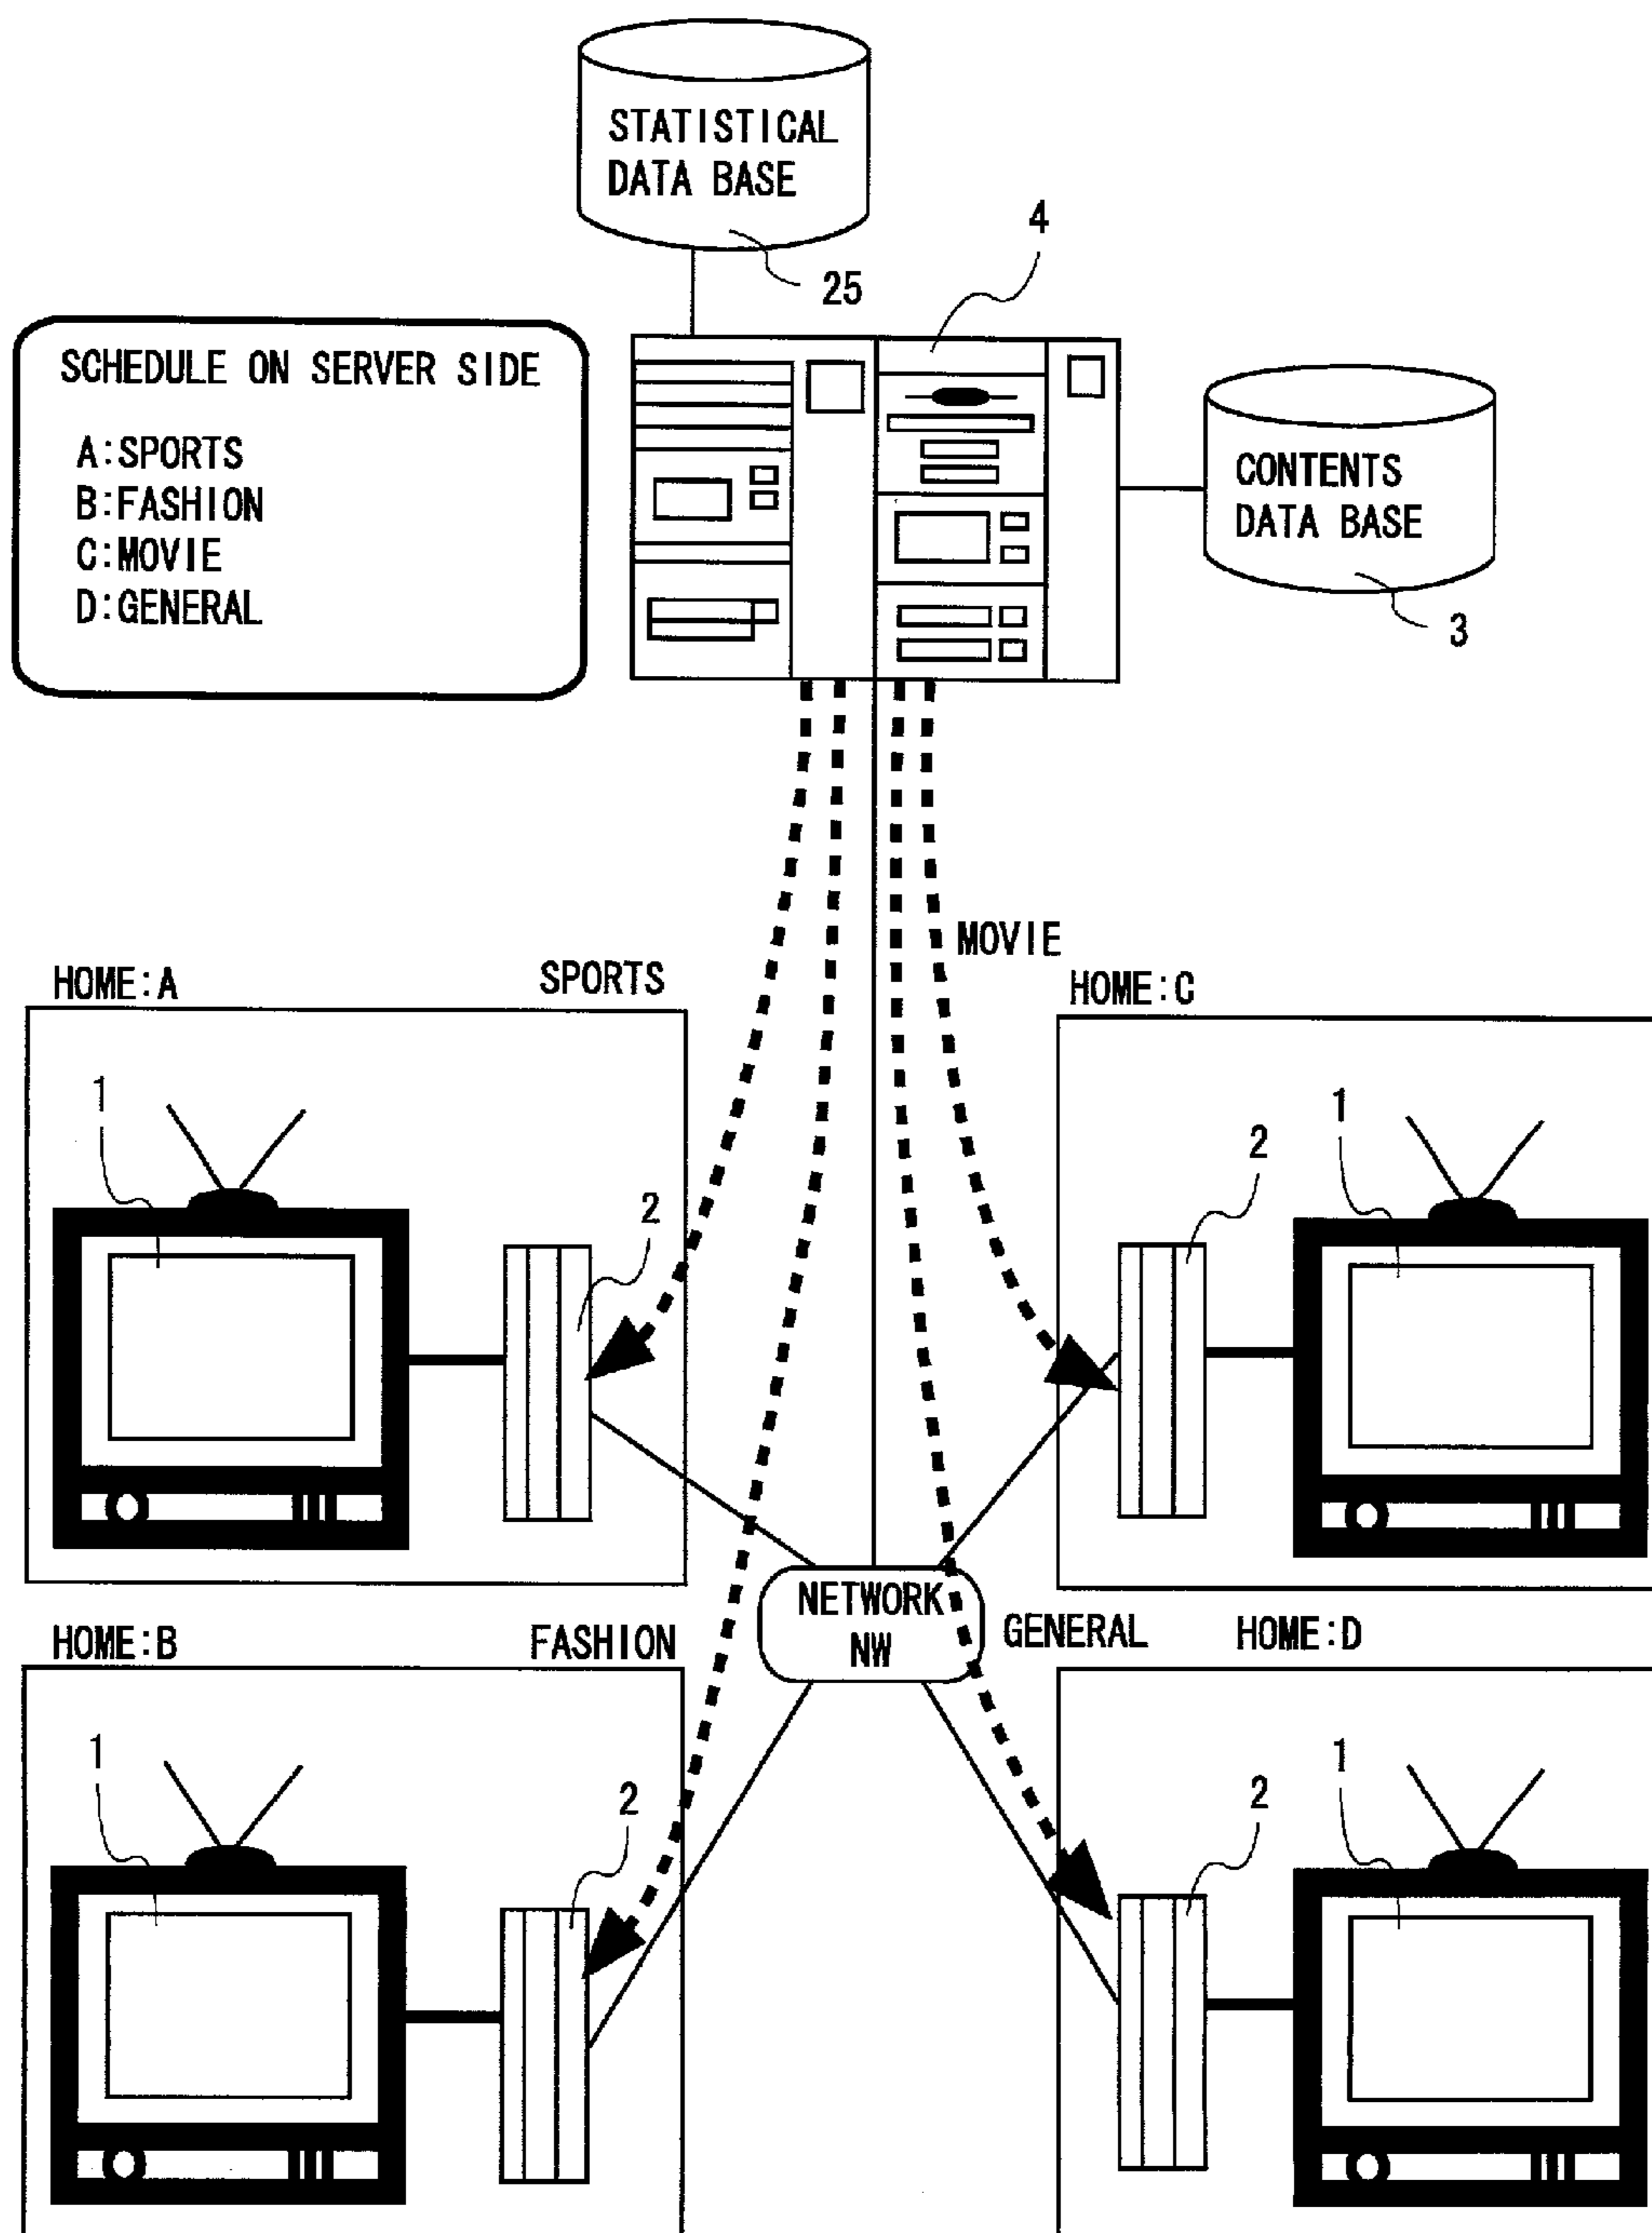 STATISTICAL
DATA BASE
25
4
SCHEDULE ON SERVER SIDE
A:SPORTS
B:FASHION
C:MOVIE
D:GENERAL
CONTENTS
DATA BASE
3
MOVIE
HOME:A
SPORTS
HOME:C
1
2
2
1
NETWORK
NW
HOME:B
FASHION
GENERAL
HOME:D
1
2
2
1